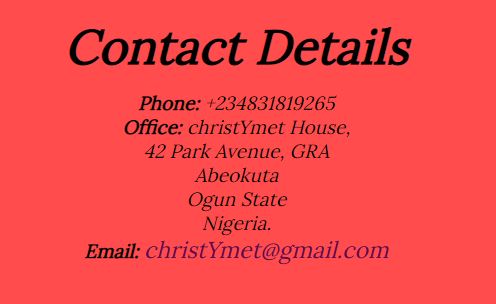 Contact Details
Phone: +234831819265
Office: christYmet House,
42 Park Avenue, GRA
Abeokuta
Ogun State
Nigeria.
Email: christYmet@gmail.com